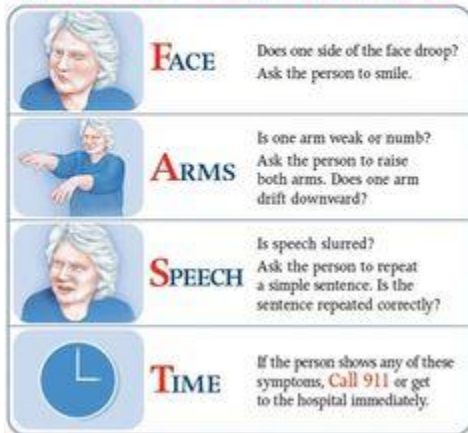 FACE
Does one side of the face droop?
Ask the person to smile.
ARMS
Is one arm weak or numb?
Ask the person to raise
both arms. Does one arm
drift downward?
SPEECH
Is speech slurred?
Ask the person to repeat
a simple sentence. Is the
sentence repeated correctly?
TIME
If the person shows any of these
symptoms, Call 911 or get
to the hospital immediately.